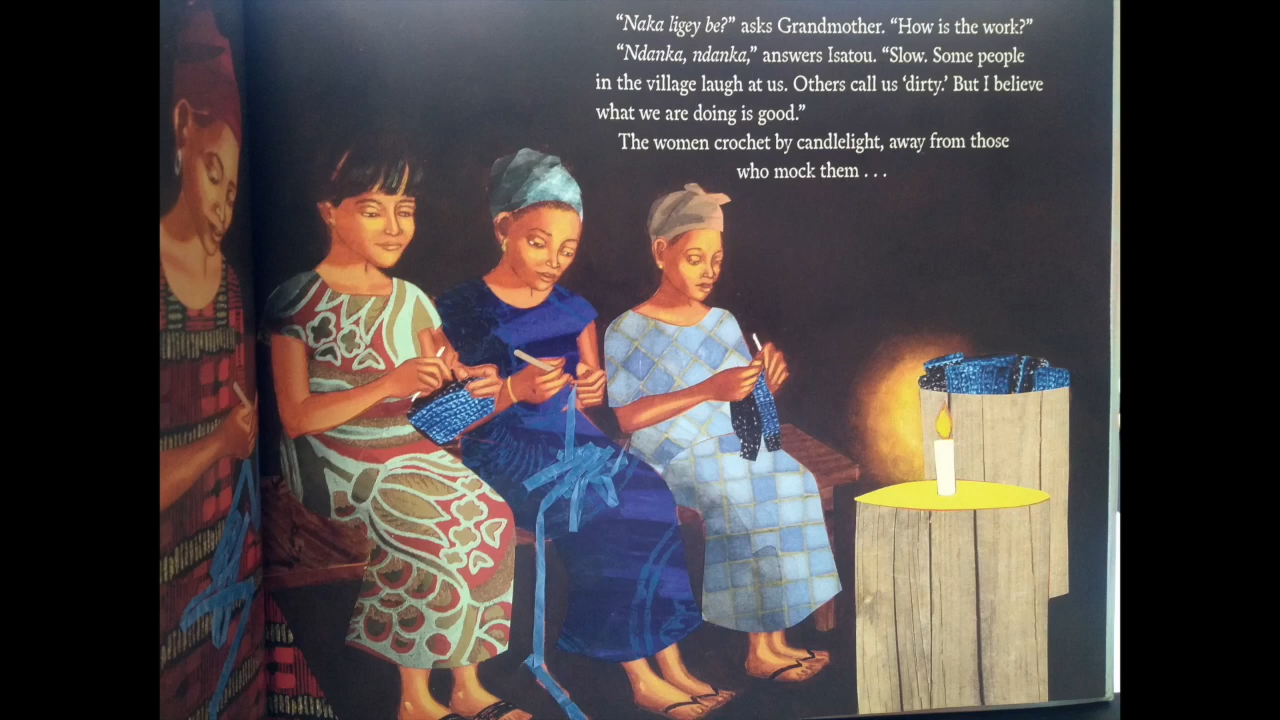 “Naka ligey be?” asks Grandmother. “How is the work?”
“Ndanka, ndanka,” answers Isatou. “Slow. Some people
in the village laugh at us. Others call us ‘dirty.’ But I believe
what we are doing is good.”
The women crochet by candlelight, away from those
who mock them . . .